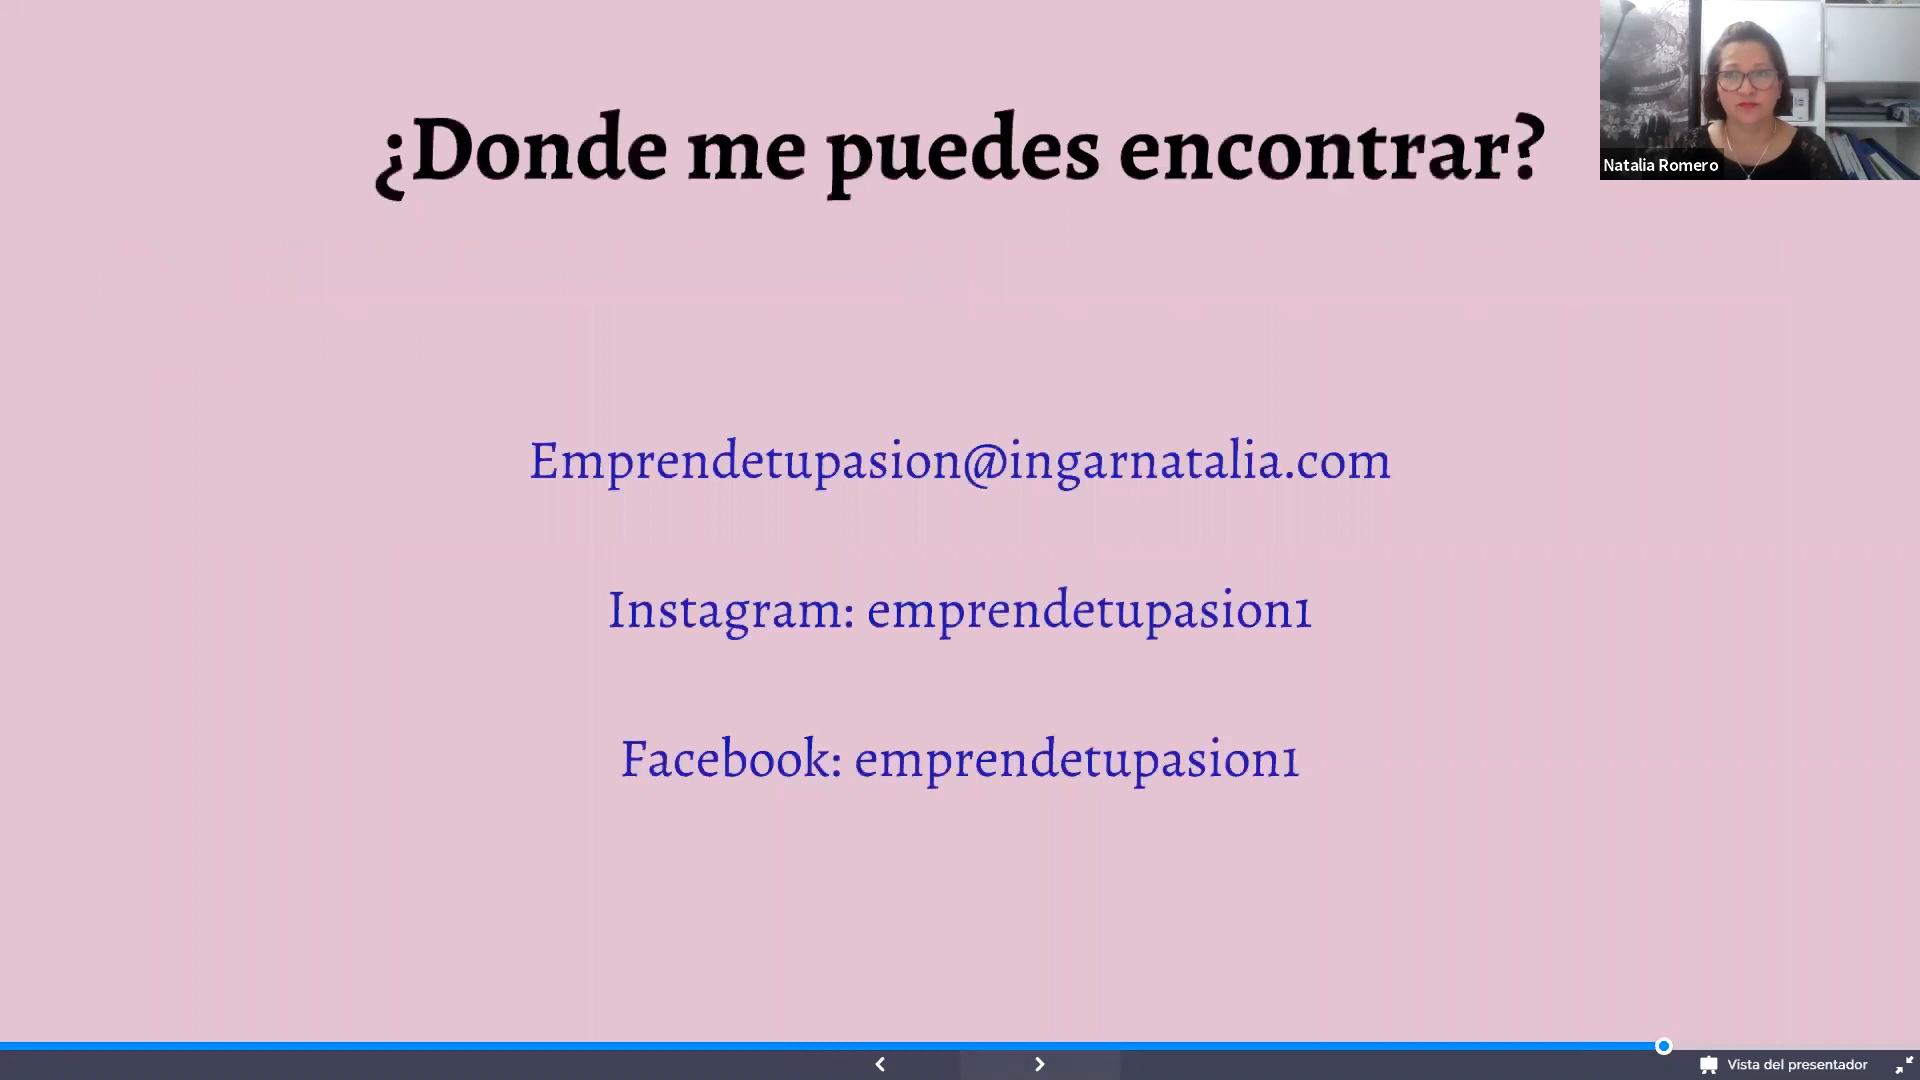 ¿Donde me puedes encontrar?
Natalia Romero
Emprendetupasion@ingarnatalia.com
Instagram: emprendetupasion1
Facebook: emprendetupasion1
Vista del presentador